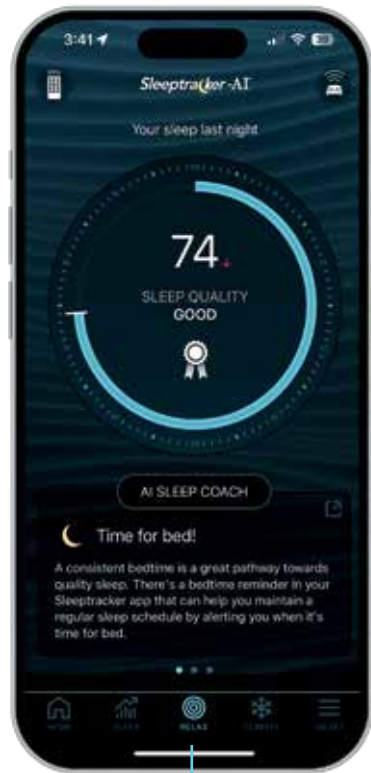 3:41
Sleeptracker-AI
Your sleep last night
74
SLEEP QUALITY
GOOD
AI SLEEP COACH
Time for bed!
A consistent bedtime is a great pathway towards
quality sleep. There's a bedtime reminder in your
Sleeptracker app that can help you maintain a
regular sleep schedule by alerting you when it's
time for bed.
RELAX